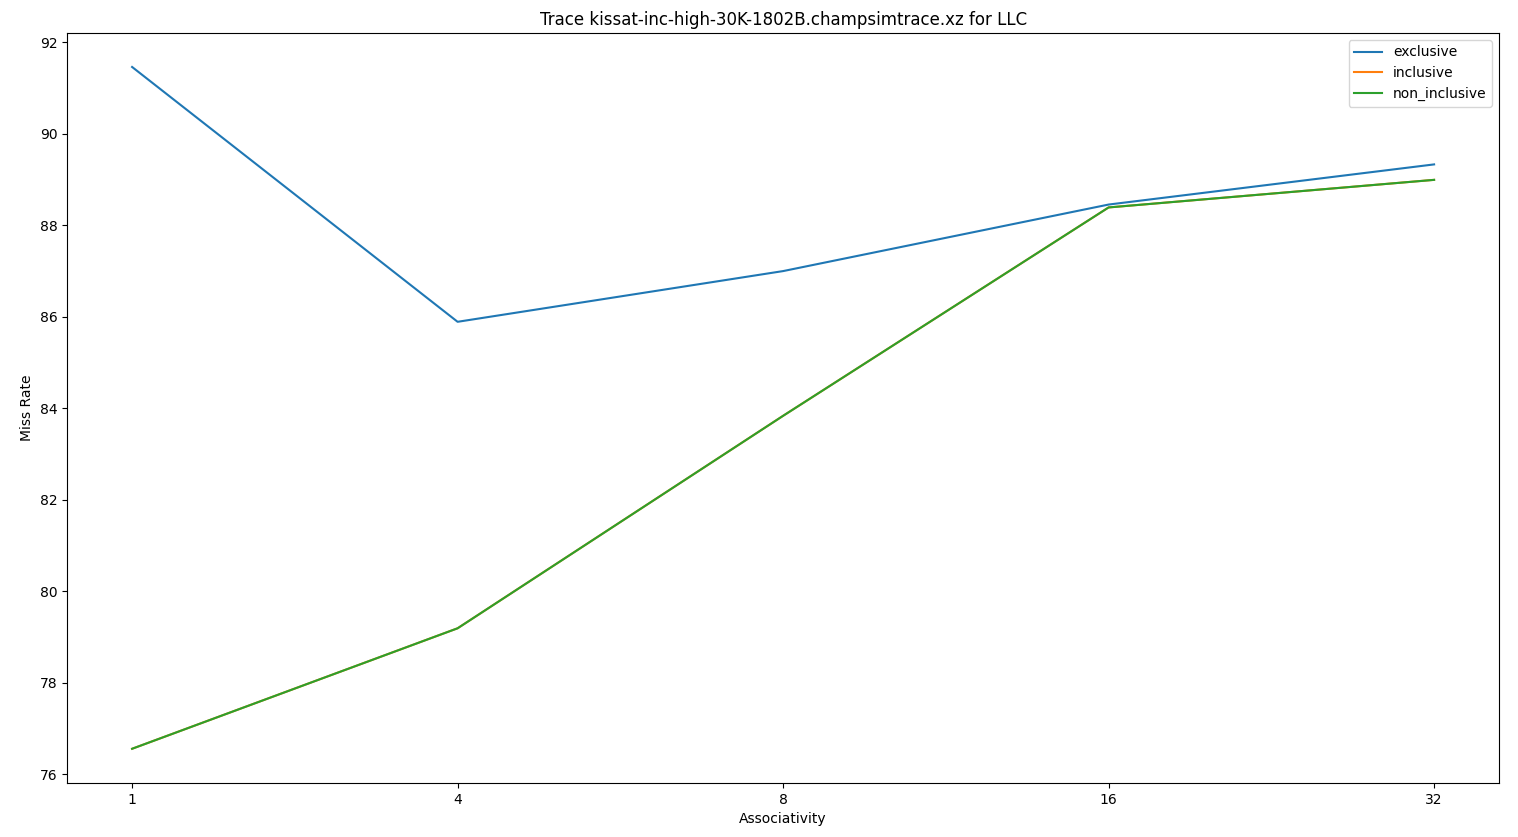 Trace kissat-inc-high-30K-1802B.champsimtrace.xz for LLC
exclusive
inclusive
non_inclusive
Miss Rate
92
90
88
86
84
82
80
78
76
1 4 8 16 32
Associativity